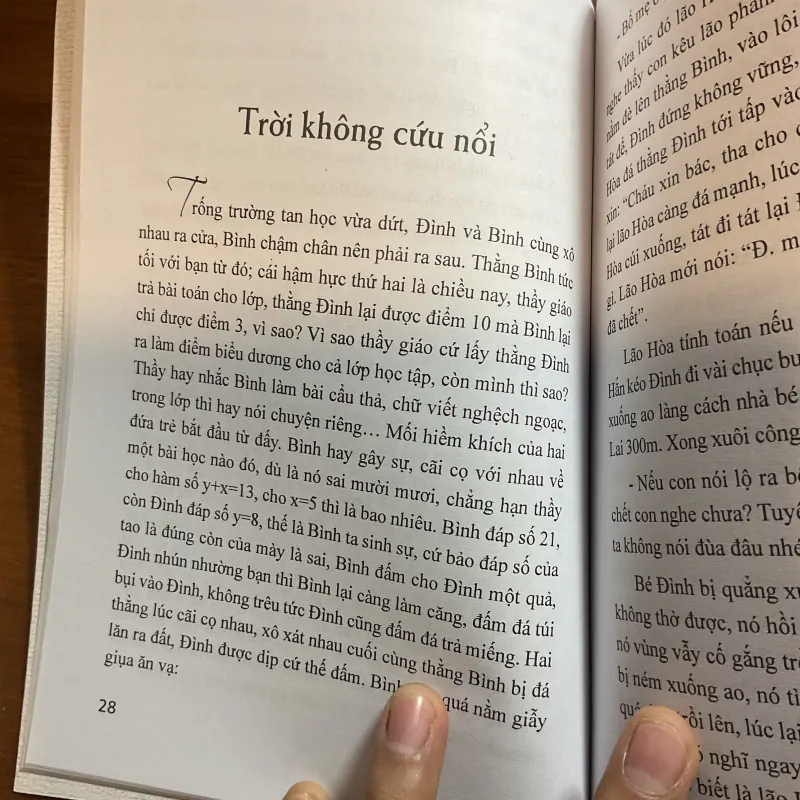 Trời không cứu nổi
Trống trường tan học vừa dứt, Đình và Bình cùng xô
nhau ra cửa, Bình chậm chân nên phải ra sau. Thằng Bình tức
tối với bạn từ đó; cái hậm hực thứ hai là chiều nay, thầy giáo
trả bài toán cho lớp, thằng Đình lại được điểm 10 mà Bình lại
chỉ được điểm 3, vì sao? Vì sao thầy giáo cứ lấy thằng Đình
ra làm điểm biểu dương cho cả lớp học tập, còn mình thì sao?
Thầy hay nhắc Bình làm bài cẩu thả, chữ viết nghệch ngoạc,
trong lớp thì hay nói chuyện riêng… Mối hiềm khích của hai
đứa trẻ bắt đầu từ đấy. Bình hay gây sự, cãi cọ với nhau về
một bài học nào đó, dù là nó sai mười mươi, chẳng hạn thầy
cho hàm số y+x=13, cho x=5 thì là bao nhiêu. Bình đáp số 21,
còn Đình đáp số y=8, thế là Bình ta sinh sự, cứ bảo đáp số của
tao là đúng còn của mày là sai, Bình đấm cho Đình một quả,
Đình nhún nhường bạn thì Bình lại càng làm căng, đấm đá túi
bụi vào Đình, không trêu tức Đình cũng đấm đá trả miếng. Hai
thằng lúc cãi cọ nhau, xô xát nhau cuối cùng thằng Bình bị đá
lăn ra đất, Đình được dịp cứ thế đấm. Bình quá nằm giẫy
giụa ăn vạ:
28
- Bố mẹ
Vừa lúc đó lão
nghe thấy con kêu lão
nằm đè lên thằng Bình, vào lôi
tát để, Đình đứng không vững,
Hòa đá thằng Đình tới tấp vào
xin: “Cháu xin bác, tha cho
lại lão Hòa càng đá mạnh, lúc
Hòa cúi xuống, tát đi tát lại
gì. Lão Hòa mới nói: “Đ. m
đã chết”.
Lão Hòa tính toán nếu
Hắn kéo Đình đi vài chục
xuống ao làng cách nhà bé
Lai 300m. Xong xuôi công
- Nếu con nói lộ ra
chết con nghe chưa?
ta không nói đùa đâu
Bé Đình bị quẳng
không thở được, nó hồi
nó vùng vẫy cố gắng
bị ném xuống ao, nó
rồi lên, lúc lại
nghĩ ngay
biết là lão